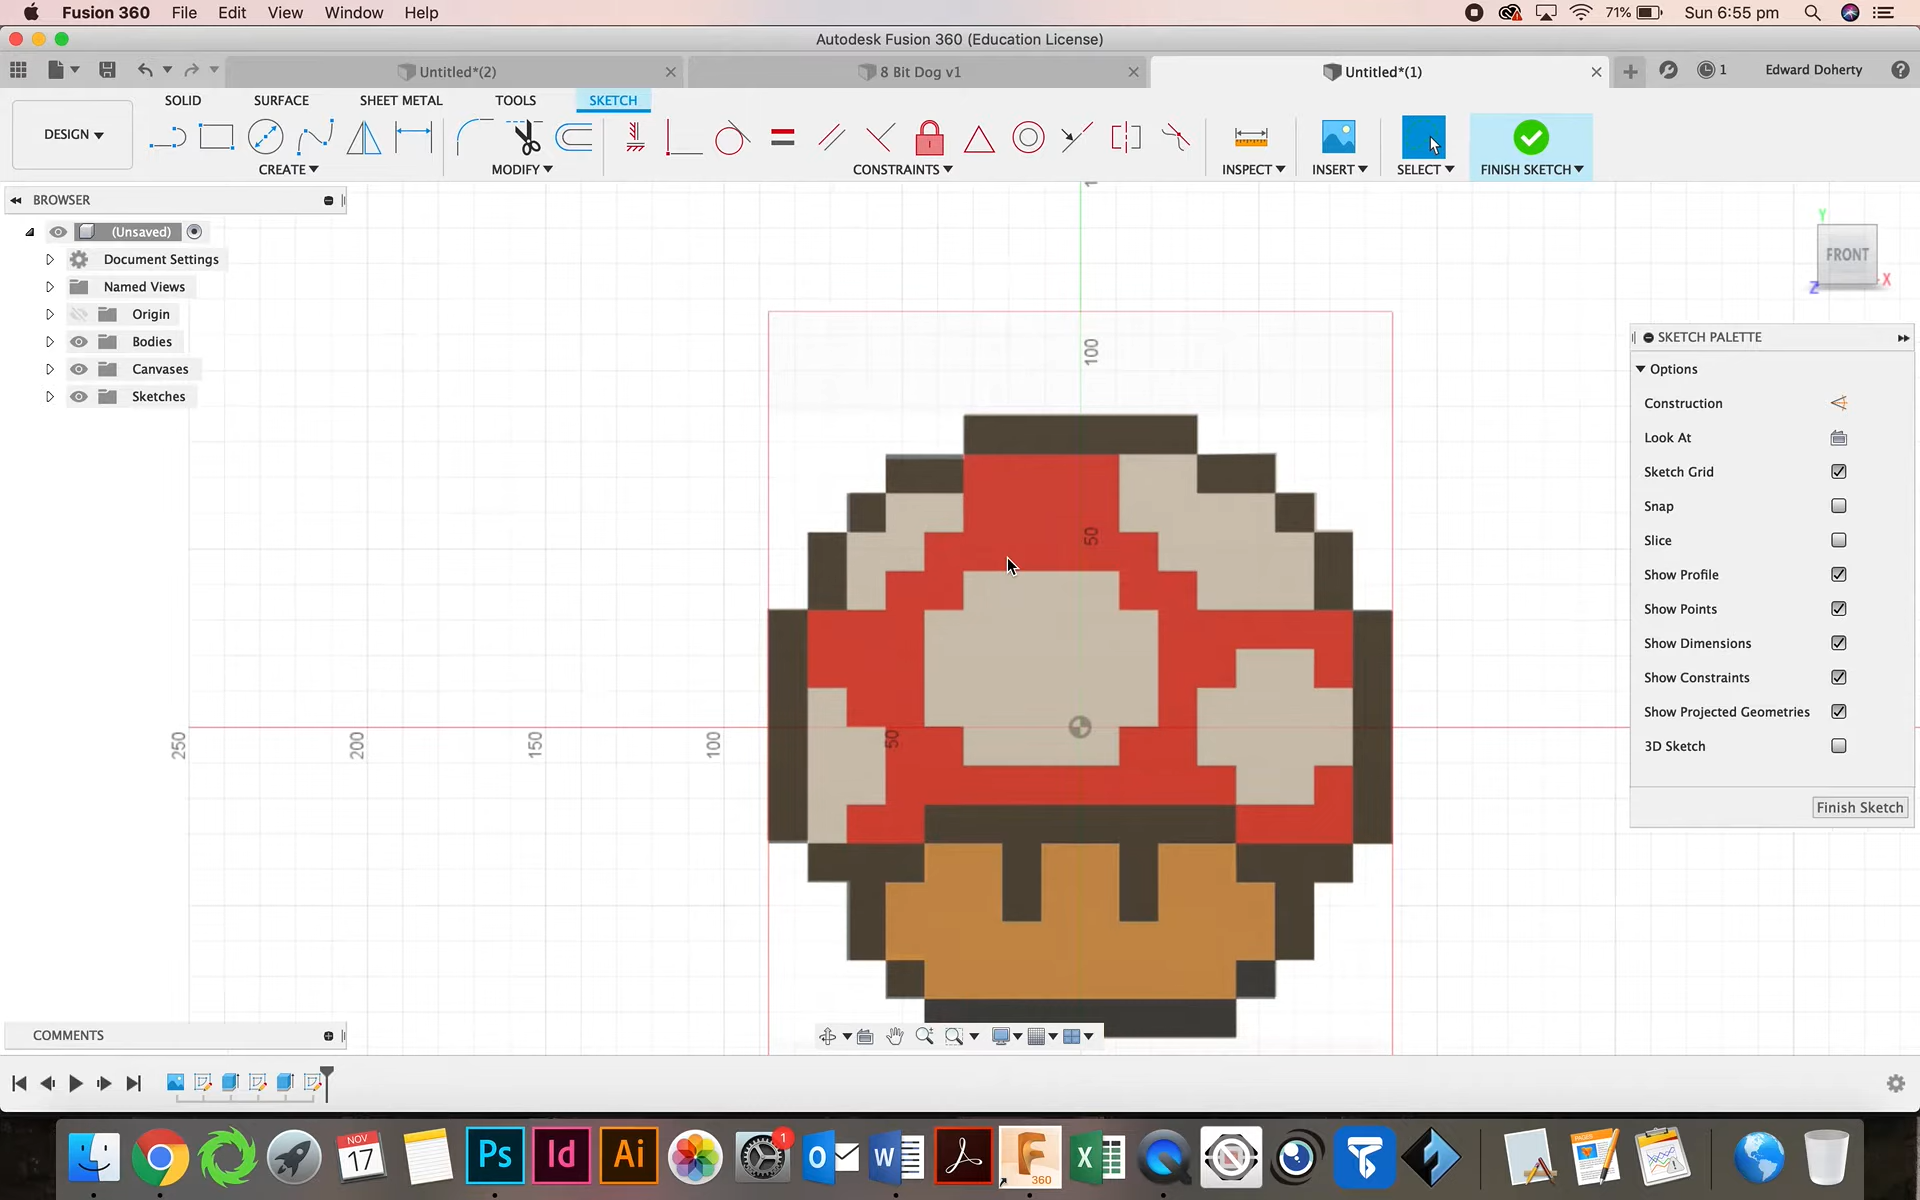 Fusion 360 File Edit View Window Help 71% Sun 6:55 pm
Autodesk Fusion 360 (Education License)
Untitled*(2) 8 Bit Dog v1 Untitled*(1) 1 Edward Doherty
SOLID SURFACE SHEET METAL TOOLS SKETCH
DESIGN
CREATE MODIFY CONSTRAINTS INSPECT INSERT SELECT FINISH SKETCH
BROWSER
(Unsaved)
Document Settings
Named Views
Origin
Bodies
Canvases
Sketches
Y
FRONT
X
Z
SKETCH PALETTE
Options
Construction
Look At
Sketch Grid
Snap
Slice
Show Profile
Show Points
Show Dimensions
Show Constraints
Show Projected Geometries
3D Sketch
Finish Sketch
100
50
250 200 150 100 50
COMMENTS
NOV
17
1
Ps Id Ai O W X
360
PAGES